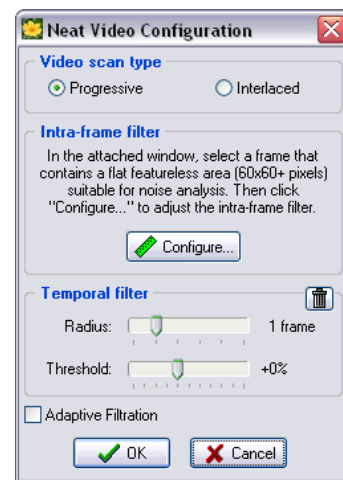 Neat Video Configuration
Video scan type
Progressive Interlaced
Intra-frame filter
In the attached window, select a frame that
contains a flat featureless area (60x60+ pixels)
suitable for noise analysis. Then click
"Configure..." to adjust the intra-frame filter.
Configure...
Temporal filter
Radius: 1 frame
Threshold: +0%
Adaptive Filtration
OK Cancel